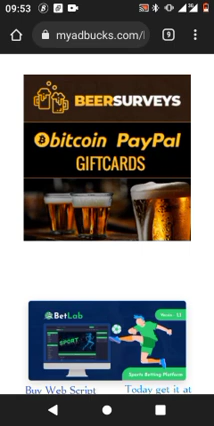 09:53
myadbucks.com/
9
BEERSURVEYS
bitcoin PayPal
GIFTCARDS
BetLab
SPORT
Sports Betting Platform
Buy Web Script
Today get it at